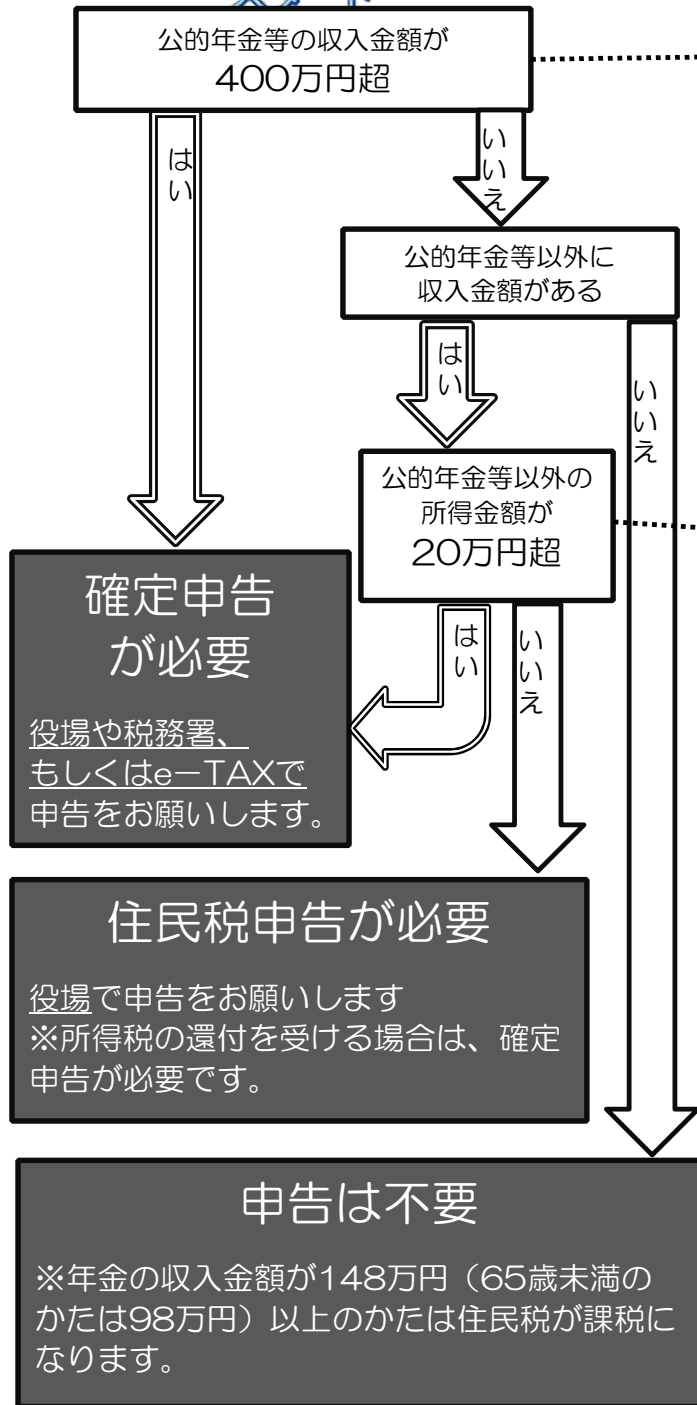 公的年金等の収入金額が
400万円超
はい
いいえ
公的年金等以外に
収入金額がある
はい
いいえ
公的年金等以外の
所得金額が
20万円超
はい
いいえ
確定申告
が必要
役場や税務署、
もしくはe－TAXで
申告をお願いします。
住民税申告が必要
役場で申告をお願いします
※所得税の還付を受ける場合は、確定
申告が必要です。
申告は不要
※年金の収入金額が148万円（65歳未満の
かたは98万円）以上のかたは住民税が課税に
なります。